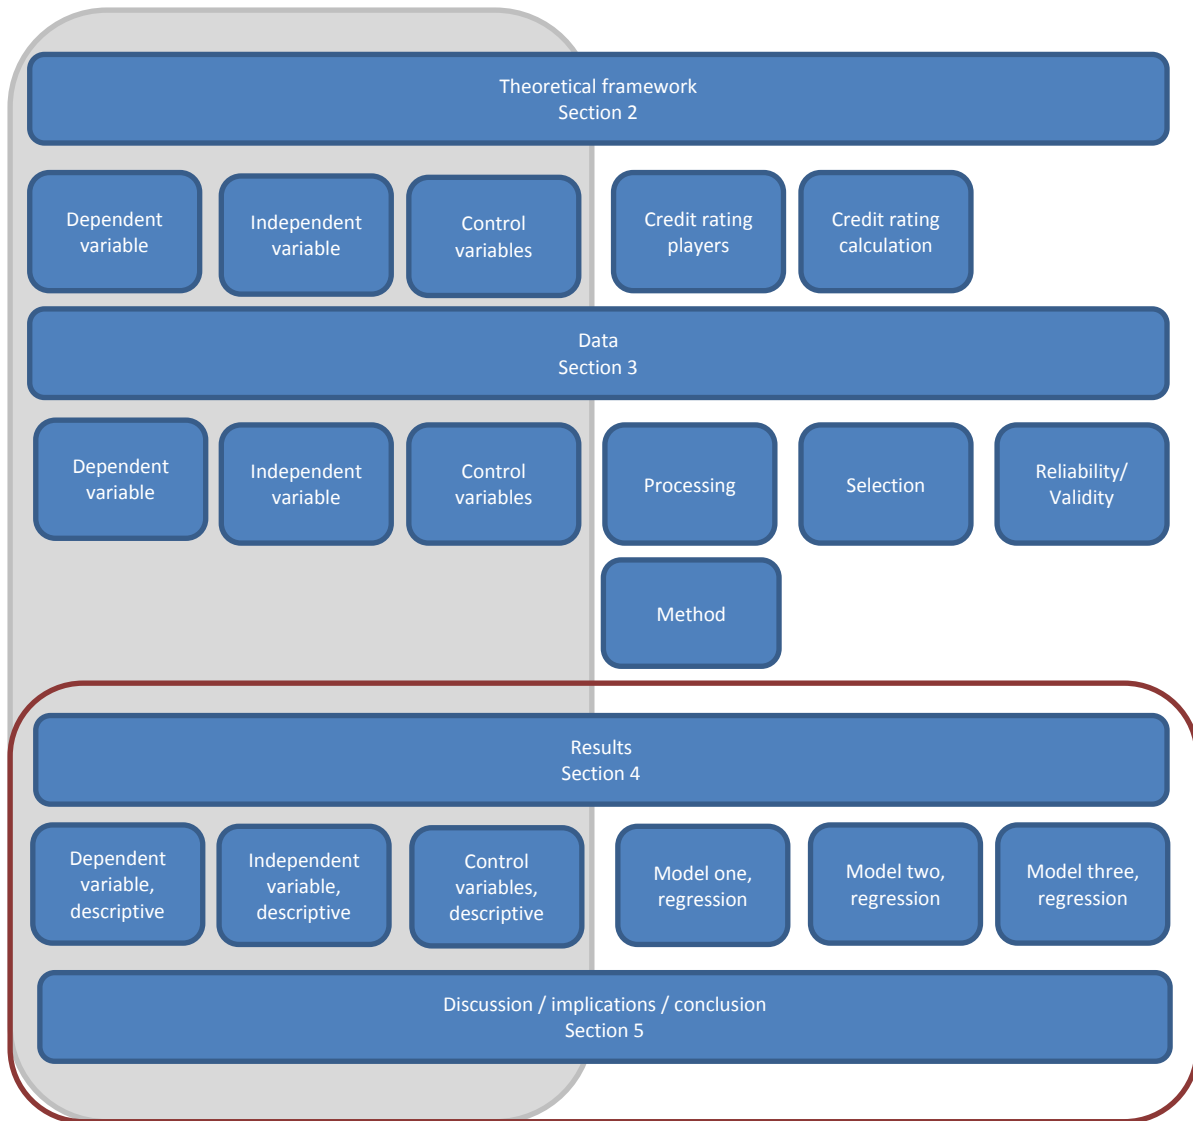 Theoretical framework
Section 2
Dependent
variable
Independent
variable
Control
variables
Credit rating
players
Credit rating
calculation
Data
Section 3
Dependent
variable
Independent
variable
Control
variables
Processing
Selection
Reliability/
Validity
Method
Results
Section 4
Dependent
variable,
descriptive
Independent
variable,
descriptive
Control
variables,
descriptive
Model one,
regression
Model two,
regression
Model three,
regression
Discussion / implications / conclusion
Section 5